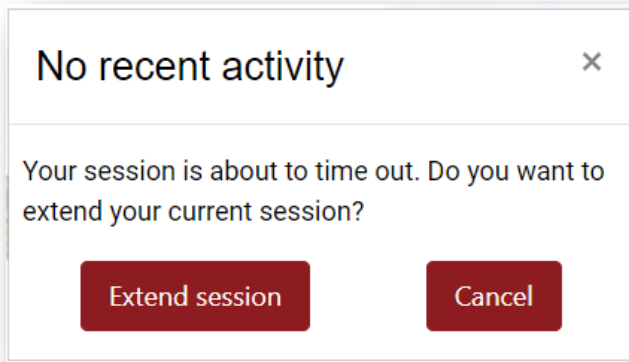 No recent activity
×
Your session is about to time out. Do you want to
extend your current session?
Extend session
Cancel